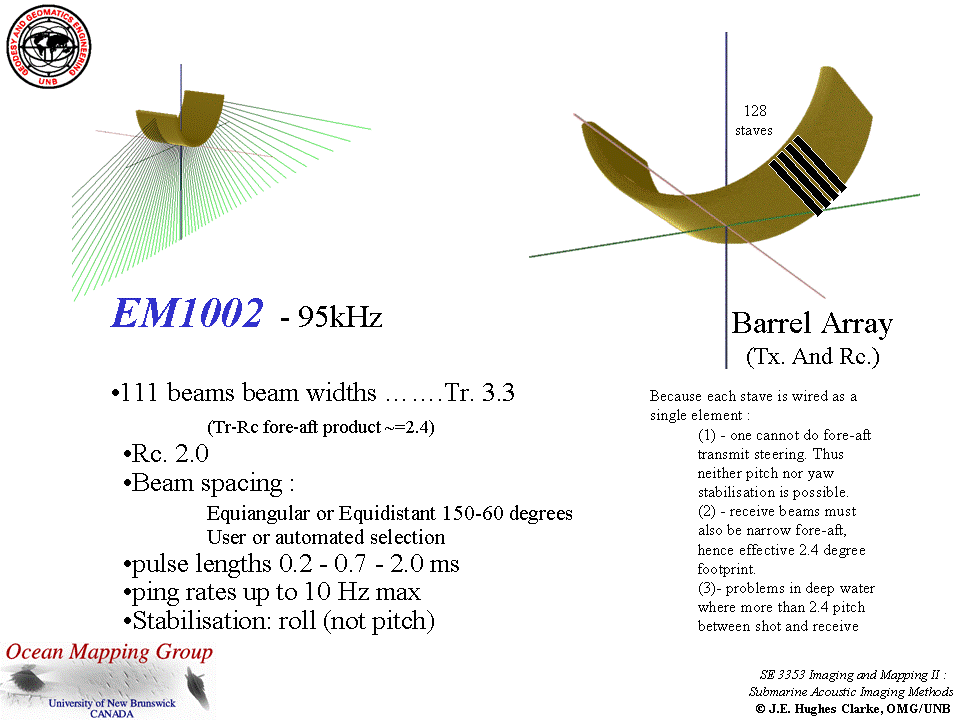 GEODESY AND GEOMATICS ENGINEERING
UNB
128
staves
EM1002 - 95kHz
•111 beams beam widths …….Tr. 3.3
(Tr-Rc fore-aft product ~=2.4)
•Rc. 2.0
•Beam spacing :
Equiangular or Equidistant 150-60 degrees
User or automated selection
•pulse lengths 0.2 - 0.7 - 2.0 ms
•ping rates up to 10 Hz max
•Stabilisation: roll (not pitch)
Barrel Array
(Tx. And Rc.)
Because each stave is wired as a
single element :
(1) - one cannot do fore-aft
transmit steering. Thus
neither pitch nor yaw
stabilisation is possible.
(2) - receive beams must
also be narrow fore-aft,
hence effective 2.4 degree
footprint.
(3)- problems in deep water
where more than 2.4 pitch
between shot and receive
Ocean Mapping Group
University of New Brunswick
CANADA
SE 3353 Imaging and Mapping II :
Submarine Acoustic Imaging Methods
© J.E. Hughes Clarke, OMG/UNB